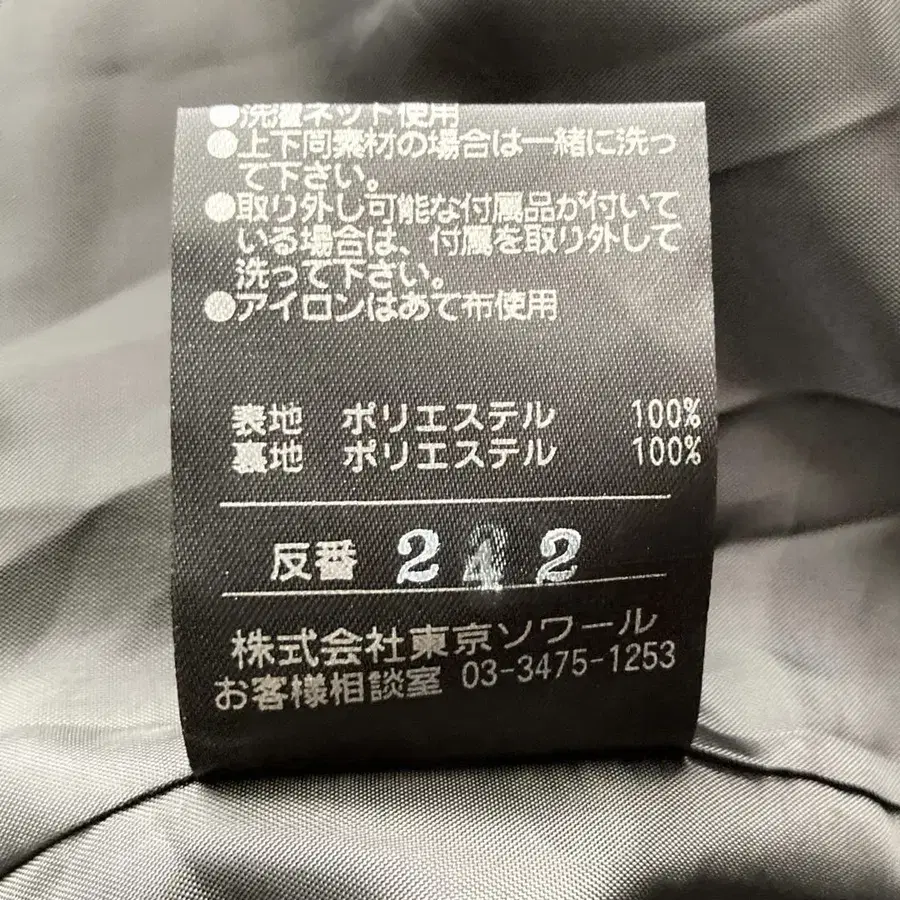 ●洗濯ネット使用
●上下同素材の場合は一緒に洗っ
て下さい。
●取り外し可能な付属品が付いて
いる場合は、付属を取り外して
洗って下さい。
●アイロンはあて布使用
表地 ポリエステル 100%
裏地 ポリエステル 100%
反番 242
株式会社東京ソワール
お客様相談室 03-3475-1253